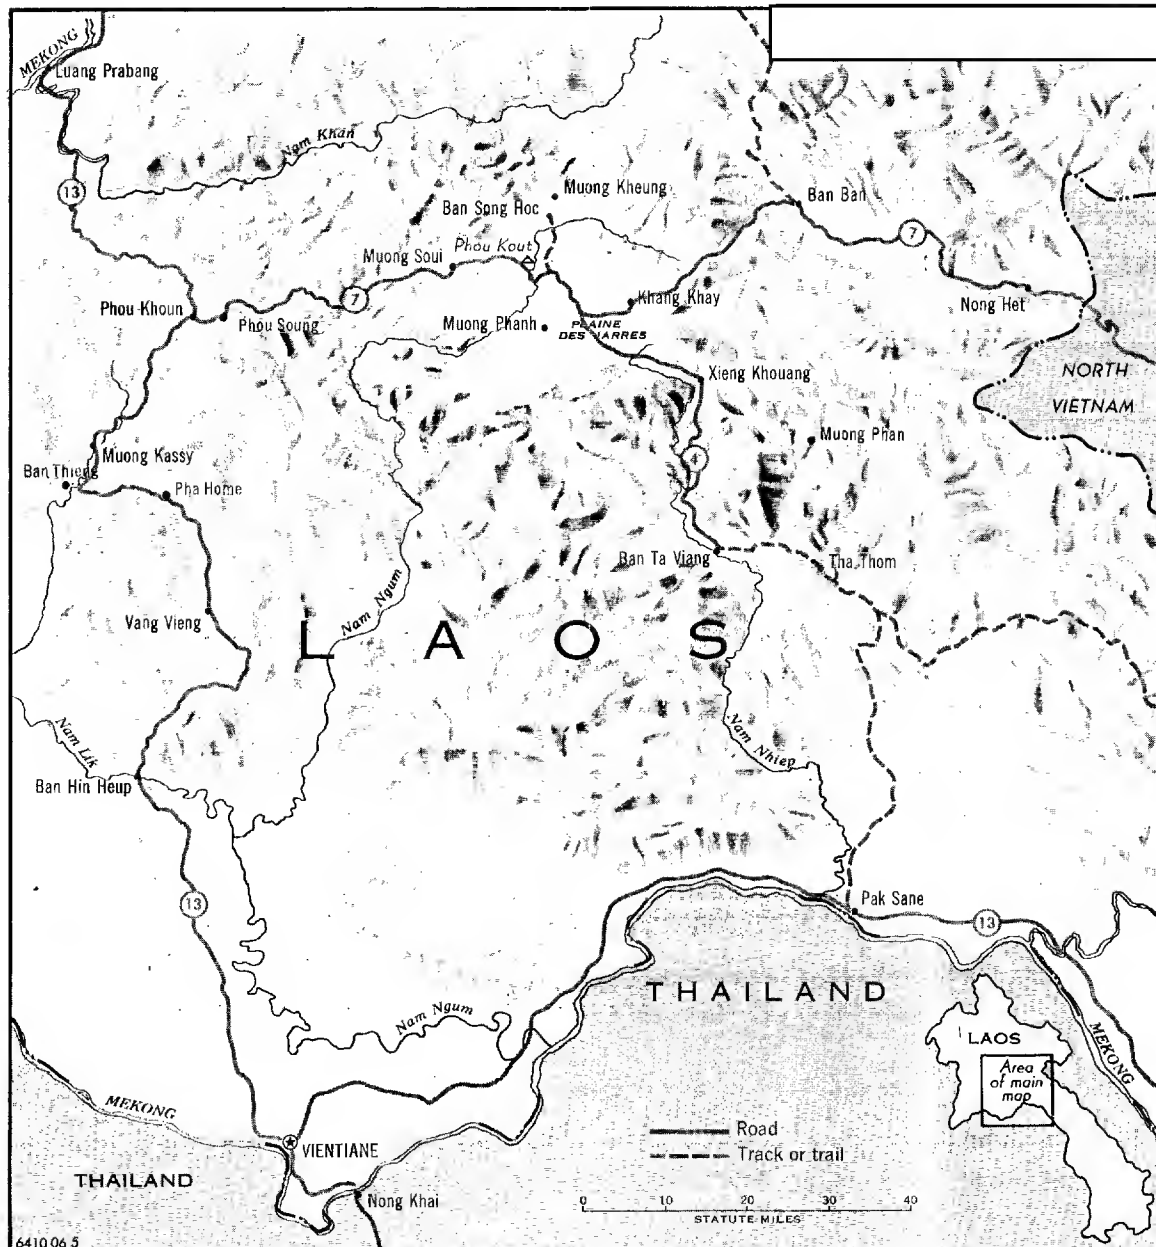 MEKONG
Luang Prabang
Nam Khan
13
Muong Kheung
Ban Song Hoc
Ban Ban
Phou Kout
7
Muong Soui
Khang Khay
Nong Het
7
Phou Khoun
Phou Soung
Muong Phanh
PLAINE
DES JARRES
Xieng Khouang
NORTH
VIETNAM
Muong Phan
Muong Kassy
4
Ban Thieng
Pha Home
Ban Ta Viang
Tha Thom
Nam Ngum
Vang Vieng
LAOS
Nam Lik
Nam Nhiep
Ban Hin Heup
13
Pak Sane
13
THAILAND
Nam Ngum
LAOS
MEKONG
Area
of main
map
MEKONG
Road
VIENTIANE
Track or trail
THAILAND
Nong Khai
0 10 20 30 40
STATUTE MILES
6410 06 5